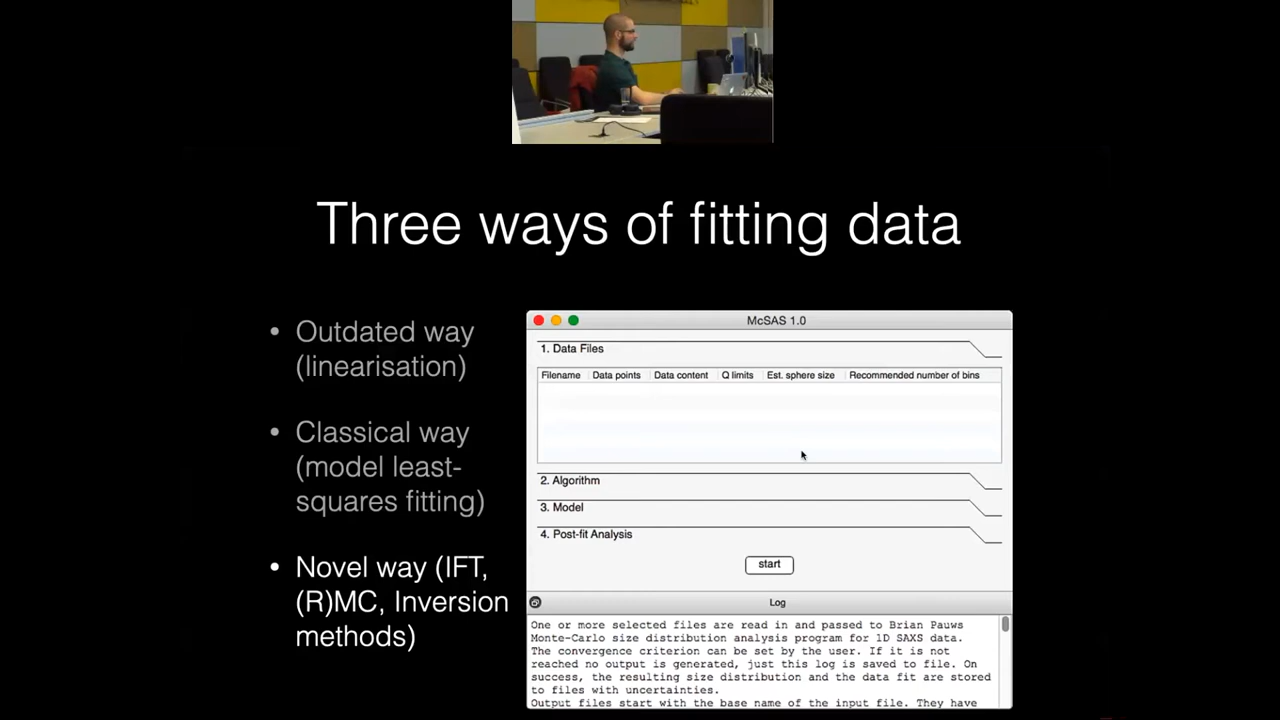 Three ways of fitting data
• Outdated way
(linearisation)
• Classical way
(model least-
squares fitting)
• Novel way (IFT,
(R)MC, Inversion
methods)
McSAS 1.0
1. Data Files
Filename Data points Data content Q limits Est. sphere size Recommended number of bins
2. Algorithm
3. Model
4. Post-fit Analysis
start
Log
One or more selected files are read in and passed to Brian Pauws
Monte-Carlo size distribution analysis program for 1D SAXS data.
The convergence criterion can be set by the user. If it is not
reached no output is generated, just this log is saved to file. On
success, the resulting size distribution and the data fit are stored
to files with uncertainties.
Output files start with the base name of the input file. They have